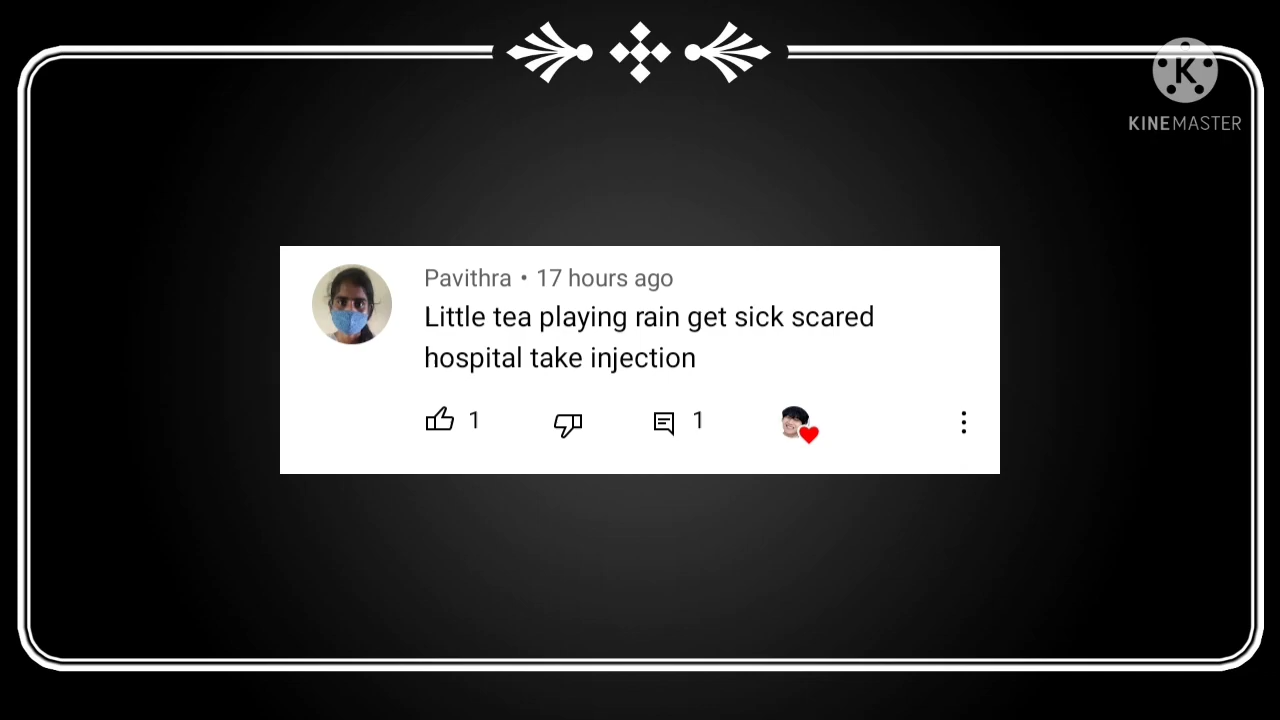 K
KINEMASTER
Pavithra • 17 hours ago
Little tea playing rain get sick scared
hospital take injection
1
1